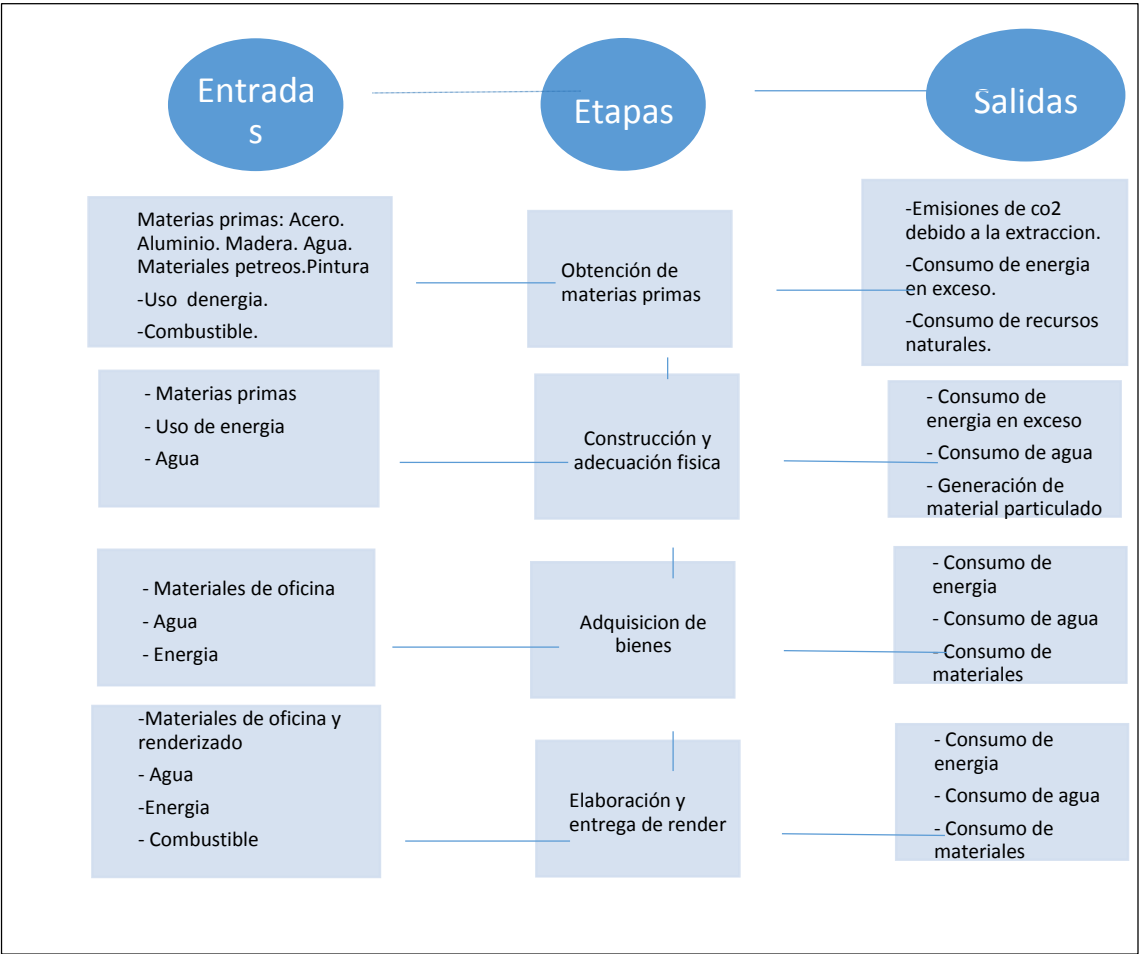 Entrada
s
Etapas
Salidas
Materias primas: Acero.
Aluminio. Madera. Agua.
Materiales petreos.Pintura
-Uso denergia.
-Combustible.
Obtención de
materias primas
-Emisiones de co2
debido a la extraccion.
-Consumo de energia
en exceso.
-Consumo de recursos
naturales.
- Materias primas
- Uso de energia
- Agua
Construcción y
adecuación fisica
- Consumo de
energia en exceso
- Consumo de agua
- Generación de
material particulado
- Materiales de oficina
- Agua
- Energia
Adquisicion de
bienes
- Consumo de
energia
- Consumo de agua
- Consumo de
materiales
-Materiales de oficina y
renderizado
- Agua
-Energia
- Combustible
Elaboración y
entrega de render
- Consumo de
energia
- Consumo de agua
- Consumo de
materiales